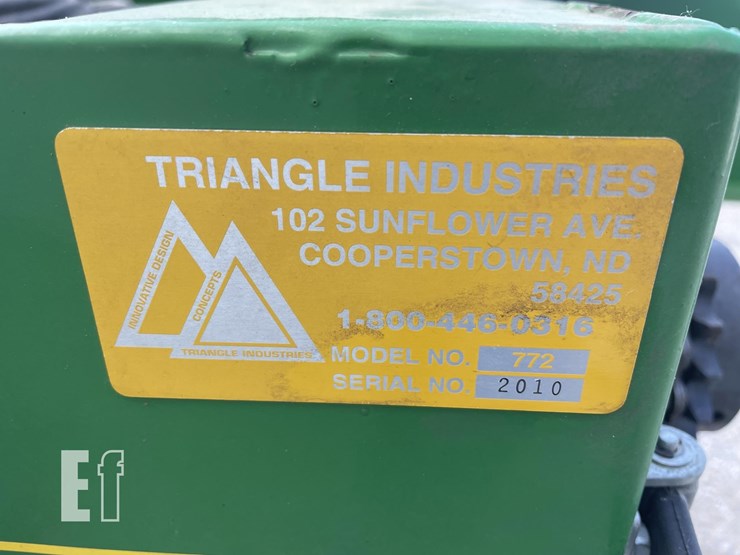 TRIANGLE INDUSTRIES
102 SUNFLOWER AVE.
COOPERSTOWN, ND
58425
1-800-446-0316
INNOVATIVE DESIGN
CONCEPTS
TRIANGLE INDUSTRIES
MODEL NO. 772
SERIAL NO. 2010
Ef